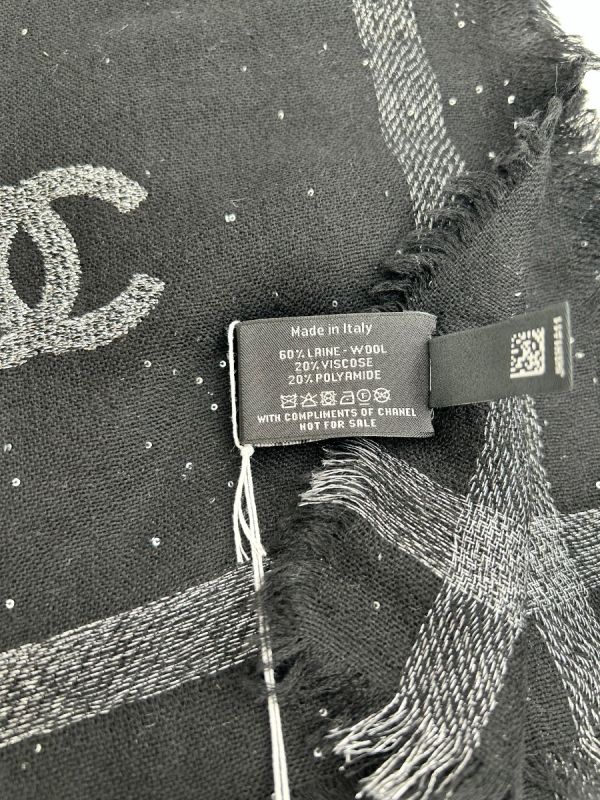 Made in Italy
60% LAINE - WOOL
20% VISCOSE
20% POLYAMIDE
WITH COMPLIMENTS OF CHANEL
NOT FOR SALE